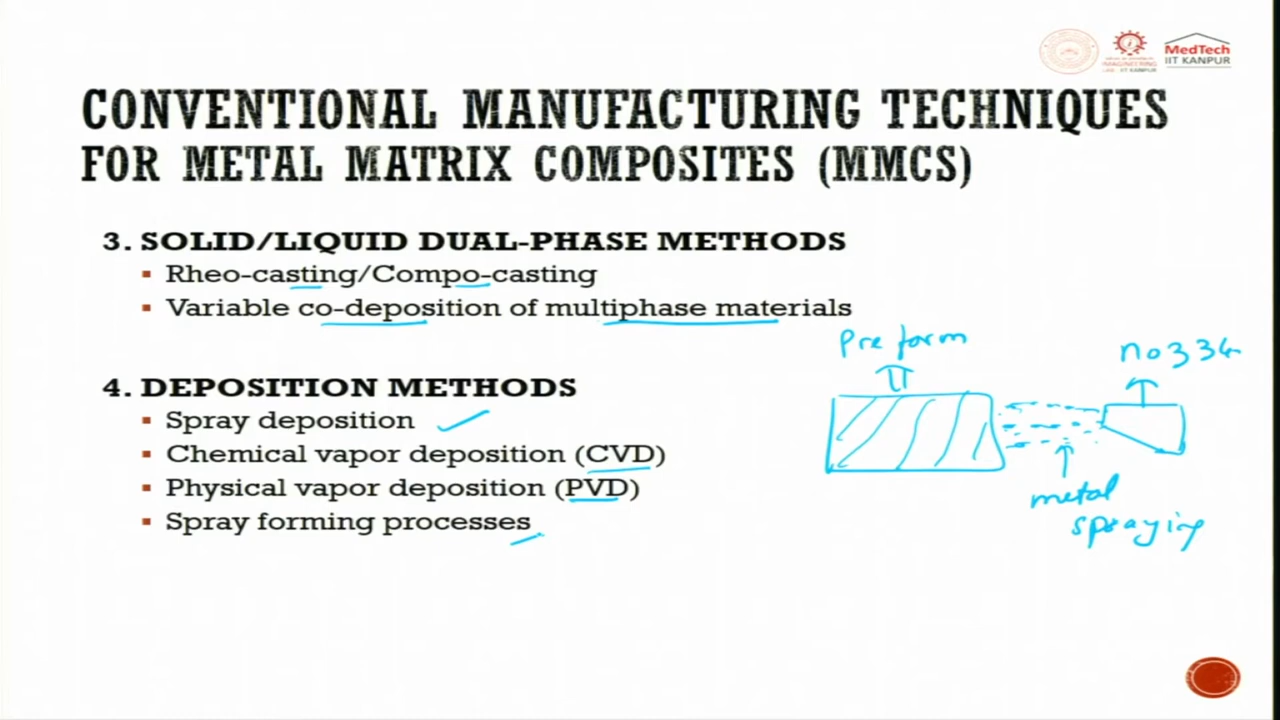 MedTech
IIT KANPUR
CONVENTIONAL MANUFACTURING TECHNIQUES
FOR METAL MATRIX COMPOSITES (MMCS)
3. SOLID/LIQUID DUAL-PHASE METHODS
▪ Rheo-casting/Compo-casting
▪ Variable co-deposition of multiphase materials
4. DEPOSITION METHODS
▪ Spray deposition
▪ Chemical vapor deposition (CVD)
▪ Physical vapor deposition (PVD)
▪ Spray forming processes
Pre form
metal
spraying